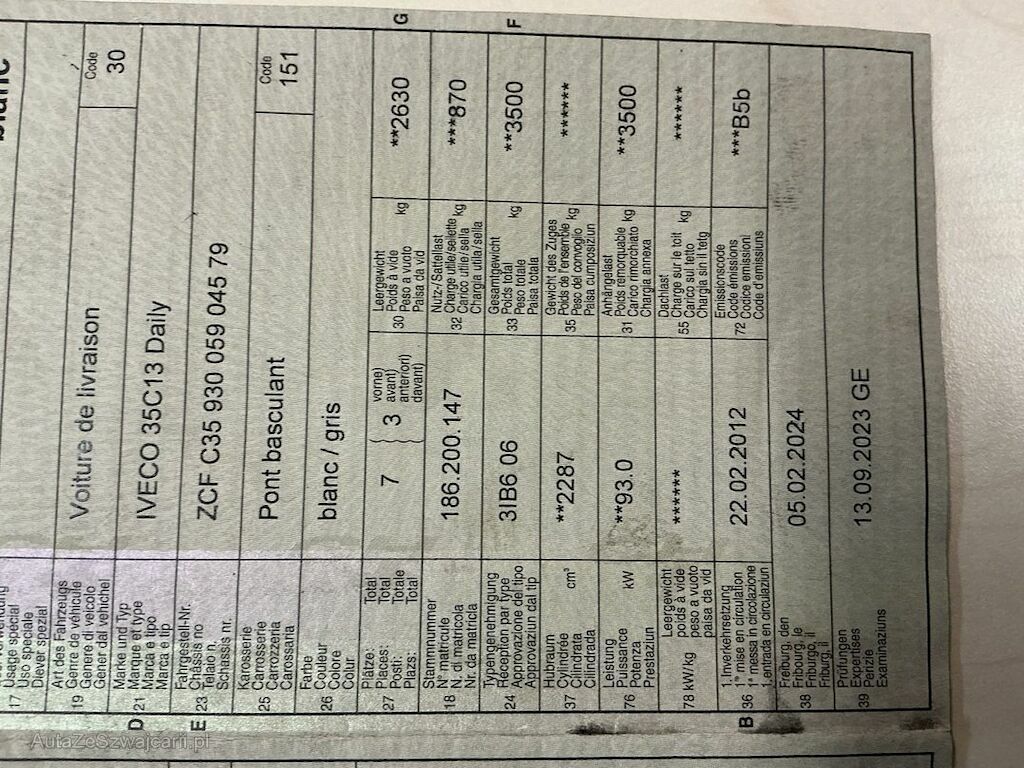 blanc
17 Usage spécial
Uso speciale
Diever spezial
Art des Fahrzeugs
19 Genre de véhicule
Genere di veicolo
Gener dal vehichel
Voiture de livraison
Code
30
Marke und Typ
D 21 Marque et type
Marca e tipo
Marca e tip
IVECO 35C13 Daily
Fahrgestell-Nr.
E 23 Châssis no
Telaio n.
Schassis nr.
ZCF C35 930 059 045 79
Karosserie
25 Carrosserie
Carrozzeria
Carossaria
Pont basculant
Code
151
Farbe
26 Couleur
Colore
Colur
blanc / gris
Plätze: Total
27 Places: Total
Posti: Totale
Plazs: Total
7
3
vorne)
avant)
anteriori)
davant)
Leergewicht
30 Poids à vide
Peso a vuoto
Paisa da vid
kg
**2630
G
Stammnummer
18 N° matricule
N. di matricola
Nr. da matricla
186.200.147
Nutz-/Sattellast
32 Charge utile/sellette
Carico utile/sella
Chargia utila/sella
kg
***870
Typengenehmigung
24 Réception par type
Approvazione del tipo
Approvaziun dal tip
3IB6 06
Gesamtgewicht
33 Poids total
Peso totale
Paisa totala
kg
**3500
F
Hubraum
37 Cylindrée
Cilindrata
Cilindrada
cm³
**2287
Gewicht des Zuges
35 Poids de l'ensemble
Peso del convoglio
Paisa cumposiziun
kg
******
Leistung
76 Puissance
Potenza
Prestaziun
kW
**93.0
Anhängelast
31 Poids remorquable
Carico rimorchiato
Chargia annexa
kg
**3500
Leergewicht
78 kW/kg poids à vide
peso a vuoto
paisa da vid
******
Dachlast
55 Charge sur le toit
Carico sul tetto
Chargia sin il tetg
kg
******
1.Inverkehrsetzung
B 36 1re mise en circulation
1a messa in circolazione
1.entrada en circulaziun
22.02.2012
Emissionscode
72 Code émissions
Codice emissioni
Code d'emissiuns
***B5b
Freiburg, den
38 Fribourg, le
Friburgo, il
Friburg, il
05.02.2024
Prüfungen
39 Expertises
Perizie
Examinaziuns
13.09.2023 GE
AutaZeSzwajcarii.pl